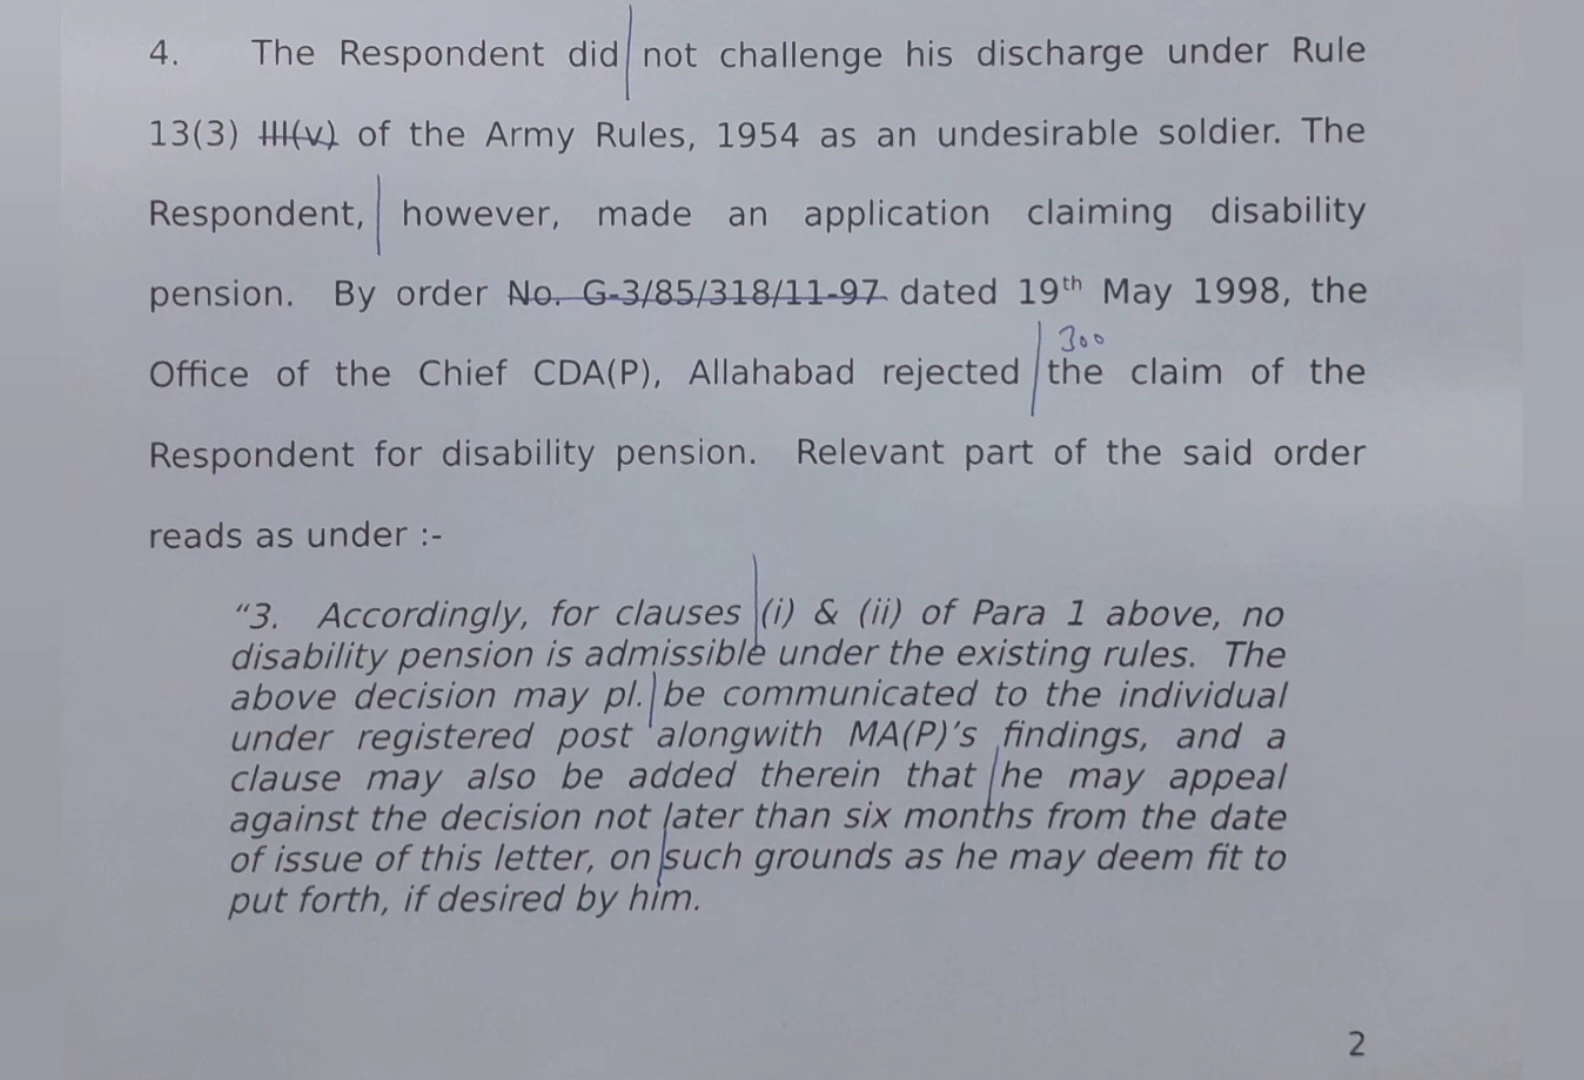 4. The Respondent did not challenge his discharge under Rule
13(3) III(v) of the Army Rules, 1954 as an undesirable soldier. The
Respondent, however, made an application claiming disability
pension. By order No. G-3/85/318/11-97 dated 19th May 1998, the
300
Office of the Chief CDA(P), Allahabad rejected the claim of the
Respondent for disability pension. Relevant part of the said order
reads as under :-
“3. Accordingly, for clauses (i) & (ii) of Para 1 above, no
disability pension is admissible under the existing rules. The
above decision may pl. be communicated to the individual
under registered post alongwith MA(P)’s findings, and a
clause may also be added therein that he may appeal
against the decision not later than six months from the date
of issue of this letter, on such grounds as he may deem fit to
put forth, if desired by him.
2